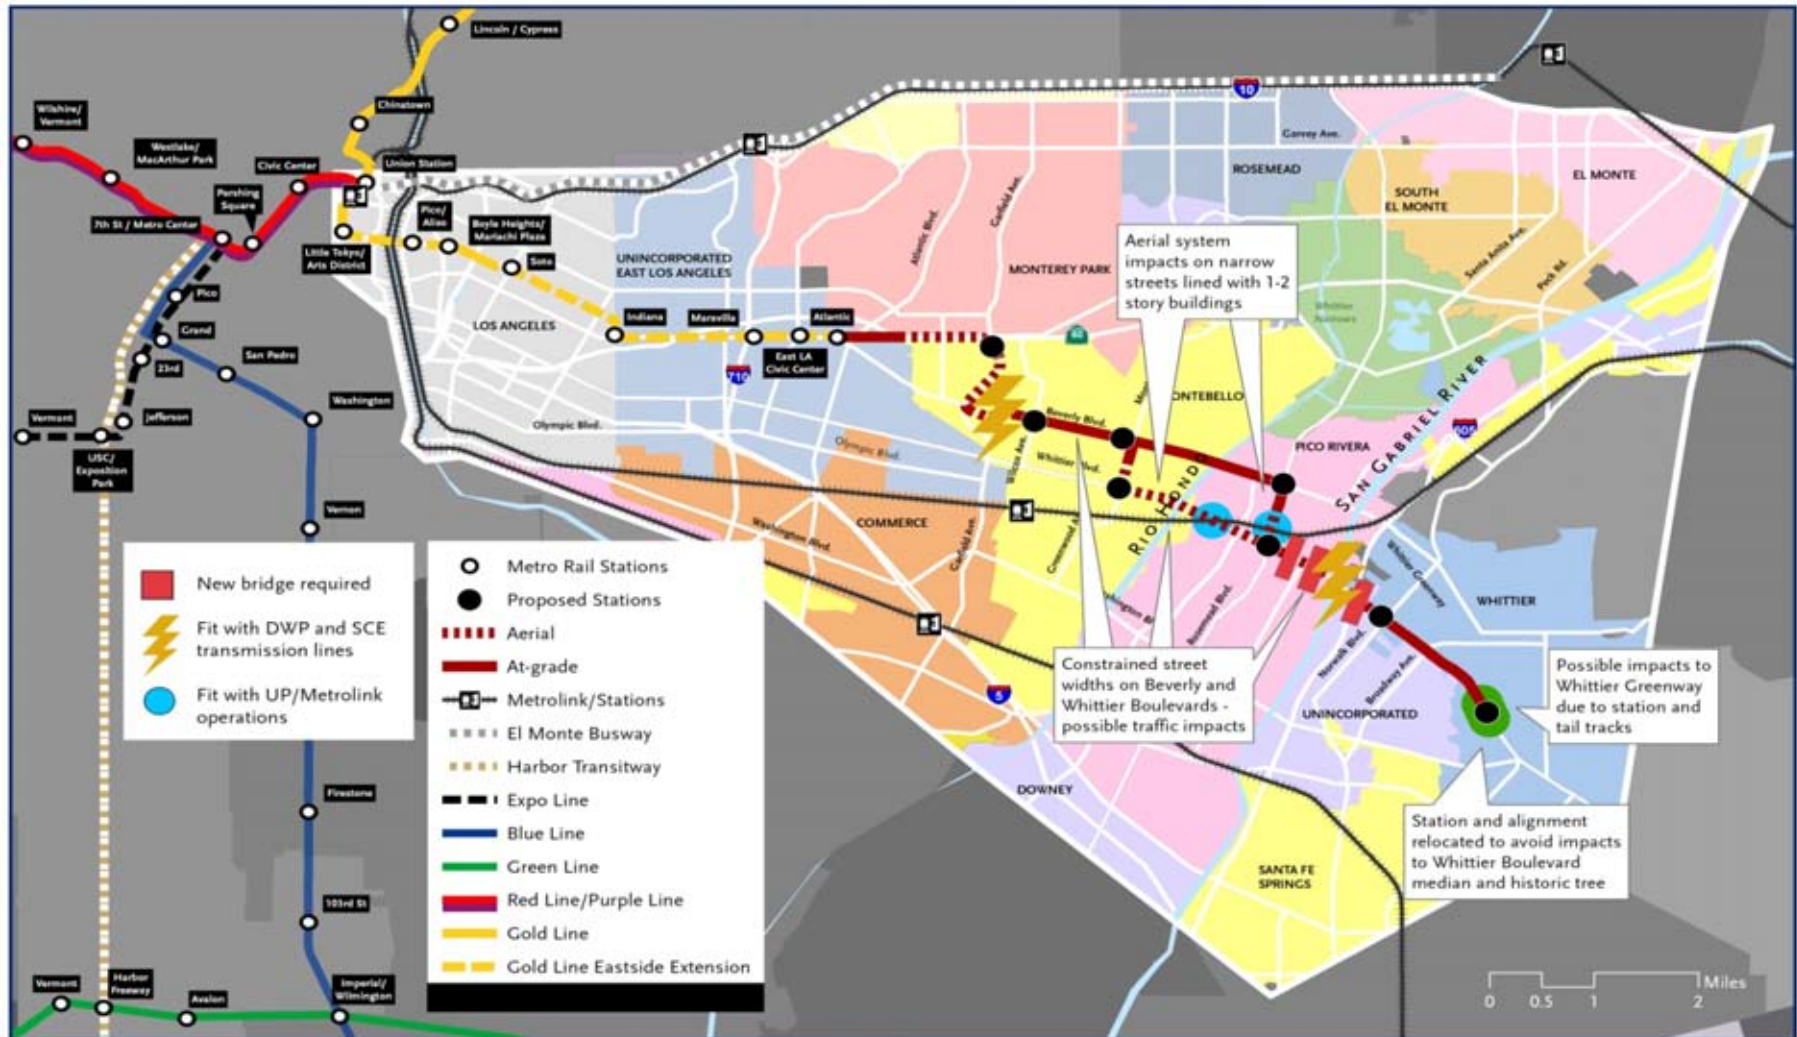 Lincoln / Cypress
Chinatown
Wilshire/
Vermont
Westlake/
MacArthur Park
Civic Center
Union Station
Pershing
Square
7th St / Metro Center
Little Tokyo/
Arts District
Pico/
Aliso
Boyle Heights/
Mariachi Plaza
Soto
Indiana
Maravilla
Atlantic
East LA
Civic Center
Pico
Grand
23rd
San Pedro
Washington
Vermont
Jefferson
USC/
Exposition
Park
Vernon
Firestone
103rd St
Vermont
Harbor
Freeway
Avalon
Imperial/
Wilmington
10
Garvey Ave.
ROSEMEAD
EL MONTE
SOUTH
EL MONTE
Santa Anita Ave.
Peck Rd.
Whittier
Narrows
UNINCORPORATED
EAST LOS ANGELES
Atlantic Blvd.
Garfield Ave.
MONTEREY PARK
60
LOS ANGELES
710
Olympic Blvd.
Olympic Blvd.
Aerial system
impacts on narrow
streets lined with 1-2
story buildings
ONTEBELLO
Beverly Blvd.
Wilcox Ave.
Whittier Blvd.
PICO RIVERA
605
SAN GABRIEL RIVER
RIO HONDO
COMMERCE
Washington Blvd.
Garfield Ave.
Greenwood A
Rosemead Blvd.
Whittier Greenway
WHITTIER
Norwalk Blvd.
Broadway Ave.
UNINCORPORATED
5
DOWNEY
SANTA FE
SPRINGS
Constrained street
widths on Beverly and
Whittier Boulevards -
possible traffic impacts
Possible impacts to
Whittier Greenway
due to station and
tail tracks
Station and alignment
relocated to avoid impacts
to Whittier Boulevard
median and historic tree
New bridge required
Fit with DWP and SCE
transmission lines
Fit with UP/Metrolink
operations
Metro Rail Stations
Proposed Stations
Aerial
At-grade
Metrolink/Stations
El Monte Busway
Harbor Transitway
Expo Line
Blue Line
Green Line
Red Line/Purple Line
Gold Line
Gold Line Eastside Extension
Miles
0 0.5 1 2